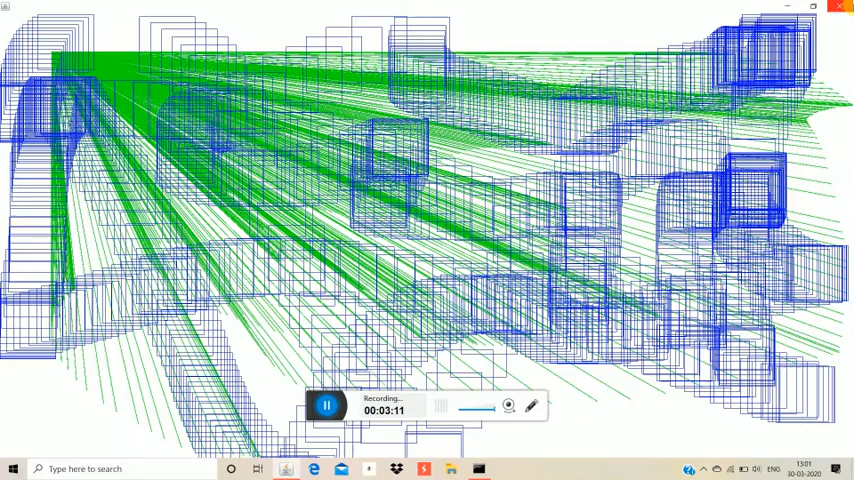 Recording...
00:03:11
Type here to search
ENG
13:01
30-03-2020